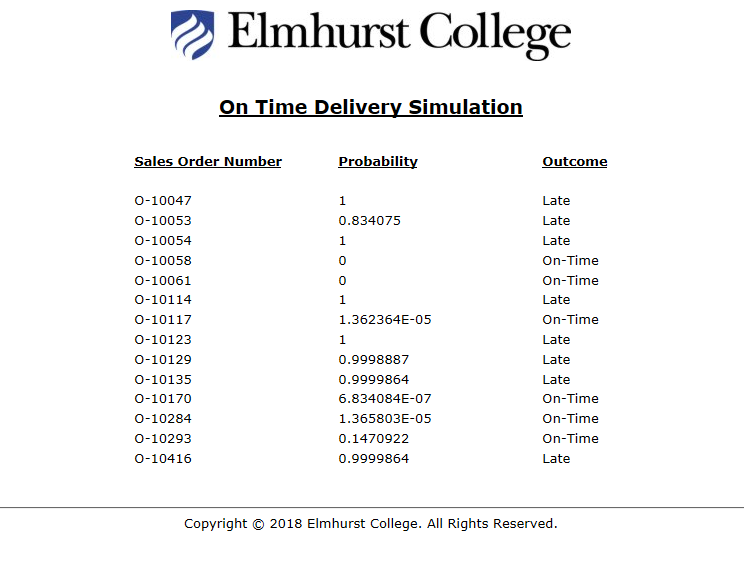 Elmhurst College
On Time Delivery Simulation
Sales Order Number Probability Outcome
O-10047 1 Late
O-10053 0.834075 Late
O-10054 1 Late
O-10058 0 On-Time
O-10061 0 On-Time
O-10114 1 Late
O-10117 1.362364E-05 On-Time
O-10123 1 Late
O-10129 0.9998887 Late
O-10135 0.9999864 Late
O-10170 6.834084E-07 On-Time
O-10284 1.365803E-05 On-Time
O-10293 0.1470922 On-Time
O-10416 0.9999864 Late
Copyright © 2018 Elmhurst College. All Rights Reserved.